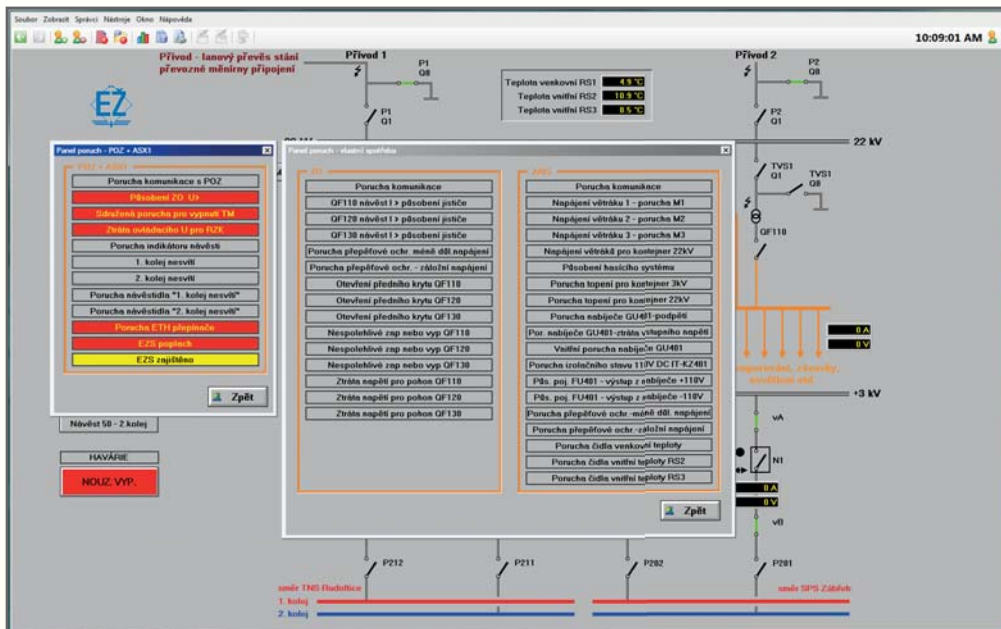 Soubor Zobrazit Správci Nástroje Okno Nápověda
10:09:01 AM
Přívod - lanový převěs stání
převozné měnírny připojení
Přívod 1
P1
Q8
P1
Q1
Teplota venkovní RS1 4.9 °C
Teplota vnitřní RS2 10.9 °C
Teplota vnitřní RS3 8.5 °C
Přívod 2
P2
Q8
P2
Q1
22 kV
EŽ
TVS1
Q1
TVS1
Q8
QF110
Panel poruch - POZ + ASX1
POZ + ASX1
Porucha komunikace s POZ
Působení ZO U>
Sdružená porucha pro vypnutí TM
Ztráta ovládacího U pro RZK
Porucha indikátoru návěsti
1. kolej nesvítí
2. kolej nesvítí
Porucha návěstidla "1. kolej nesvítí"
Porucha návěstidla "2. kolej nesvítí"
Porucha ETH přepínače
EZS poplach
EZS zajištěno
Zpět
Panel poruch - vlastní spotřeba
Porucha komunikace
QF110 návěst I > působení jističe
QF120 návěst I > působení jističe
QF130 návěst I > působení jističe
Porucha přepěťové ochr. méně důl.napájení
Porucha přepěťové ochr. - záložní napájení
Otevření předního krytu QF110
Otevření předního krytu QF120
Otevření předního krytu QF130
Nespolehlivé zap nebo vyp QF110
Nespolehlivé zap nebo vyp QF120
Nespolehlivé zap nebo vyp QF130
Ztráta napětí pro pohon QF110
Ztráta napětí pro pohon QF120
Ztráta napětí pro pohon QF130
Porucha komunikace
Napájení větráku 1 - porucha M1
Napájení větráku 2 - porucha M2
Napájení větráku 3 - porucha M3
Napájení větráků pro kontejner 22kV
Působení hasícího systému
Porucha topení pro kontejner 3kV
Porucha topení pro kontejner 22kV
Porucha nabíječe GU401-podpětí
Por. nabíječe GU401-ztráta vstupního napětí
Vnitřní porucha nabíječe GU401
Porucha izolačního stavu 110V DC IT-KZ401
Půs. poj. FU401 - výstup z nabíječe +110V
Půs. poj. FU401 - výstup z nabíječe -110V
Porucha přepěťové ochr.-méně důl. napájení
Porucha přepěťové ochr.-záložní napájení
Porucha čidla venkovní teploty
Porucha čidla vnitřní teploty RS2
Porucha čidla vnitřní teploty RS3
Zpět
0 A
0 V
zásuvky,
osvětlení atd
+3 kV
vA
N1
0 A
0 V
vB
Návěst 50 - 2.kolej
HAVÁRIE
NOUZ. VYP.
P212
P211
P202
P201
směr TNS Rudoltice
směr SPS Zábřeh
1. kolej
2. kolej